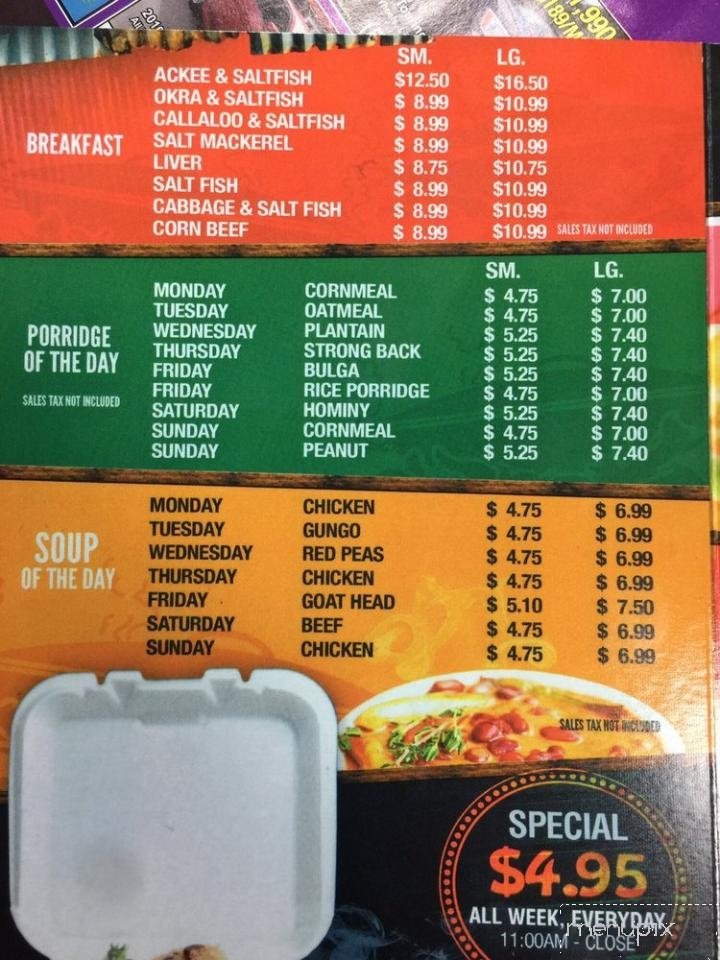 SM. LG.
BREAKFAST
ACKEE & SALTFISH $12.50 $16.50
OKRA & SALTFISH $ 8.99 $10.99
CALLALOO & SALTFISH $ 8.99 $10.99
SALT MACKEREL $ 8.99 $10.99
LIVER $ 8.75 $10.75
SALT FISH $ 8.99 $10.99
CABBAGE & SALT FISH $ 8.99 $10.99
CORN BEEF $ 8.99 $10.99 SALES TAX NOT INCLUDED
SM. LG.
PORRIDGE
OF THE DAY
SALES TAX NOT INCLUDED
MONDAY CORNMEAL $ 4.75 $ 7.00
TUESDAY OATMEAL $ 4.75 $ 7.00
WEDNESDAY PLANTAIN $ 5.25 $ 7.40
THURSDAY STRONG BACK $ 5.25 $ 7.40
FRIDAY BULGA $ 5.25 $ 7.40
FRIDAY RICE PORRIDGE $ 4.75 $ 7.00
SATURDAY HOMINY $ 5.25 $ 7.40
SUNDAY CORNMEAL $ 4.75 $ 7.00
SUNDAY PEANUT $ 5.25 $ 7.40
SOUP
OF THE DAY
MONDAY CHICKEN $ 4.75 $ 6.99
TUESDAY GUNGO $ 4.75 $ 6.99
WEDNESDAY RED PEAS $ 4.75 $ 6.99
THURSDAY CHICKEN $ 4.75 $ 6.99
FRIDAY GOAT HEAD $ 5.10 $ 7.50
SATURDAY BEEF $ 4.75 $ 6.99
SUNDAY CHICKEN $ 4.75 $ 6.99
SALES TAX NOT INCLUDED
SPECIAL
$4.95
ALL WEEK, EVERYDAY
11:00AM - CLOSE
menupix